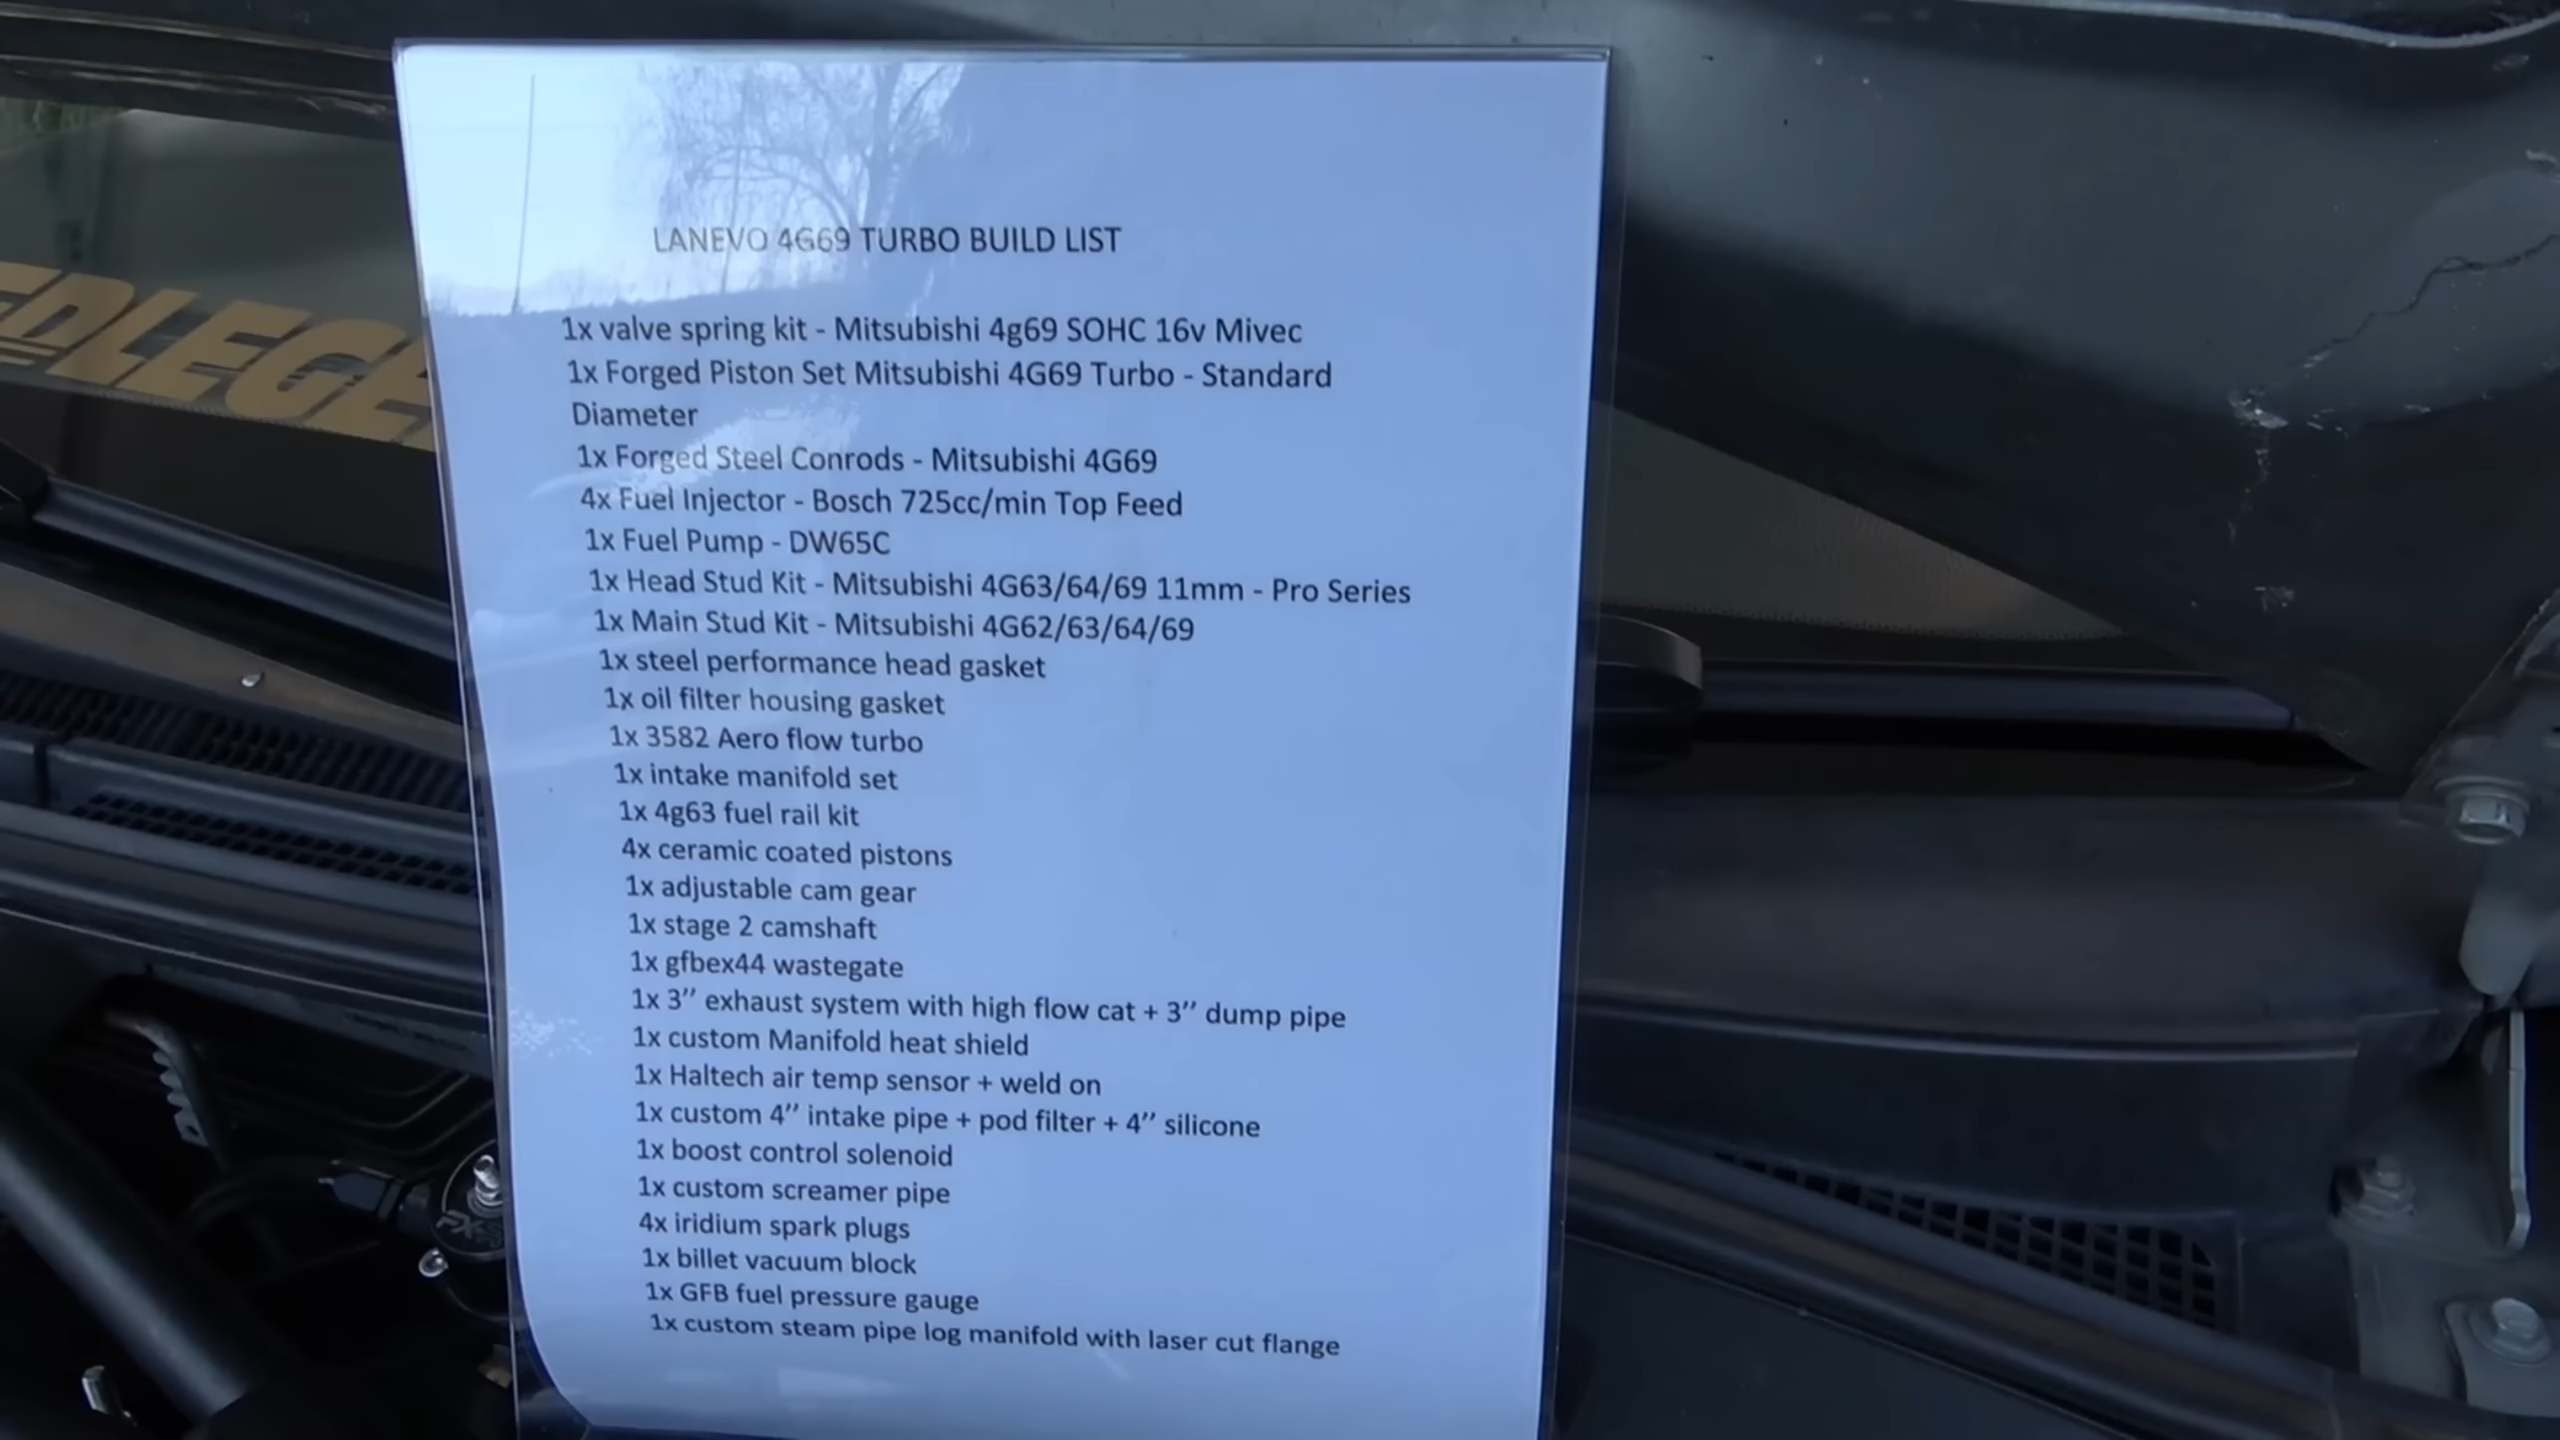 LANEVO 4G69 TURBO BUILD LIST
1x valve spring kit - Mitsubishi 4g69 SOHC 16v Mivec
1x Forged Piston Set Mitsubishi 4G69 Turbo - Standard
Diameter
1x Forged Steel Conrods - Mitsubishi 4G69
4x Fuel Injector - Bosch 725cc/min Top Feed
1x Fuel Pump - DW65C
1x Head Stud Kit - Mitsubishi 4G63/64/69 11mm - Pro Series
1x Main Stud Kit - Mitsubishi 4G62/63/64/69
1x steel performance head gasket
1x oil filter housing gasket
1x 3582 Aero flow turbo
1x intake manifold set
1x 4g63 fuel rail kit
4x ceramic coated pistons
1x adjustable cam gear
1x stage 2 camshaft
1x gfbex44 wastegate
1x 3’’ exhaust system with high flow cat + 3’’ dump pipe
1x custom Manifold heat shield
1x Haltech air temp sensor + weld on
1x custom 4’’ intake pipe + pod filter + 4’’ silicone
1x boost control solenoid
1x custom screamer pipe
4x iridium spark plugs
1x billet vacuum block
1x GFB fuel pressure gauge
1x custom steam pipe log manifold with laser cut flange